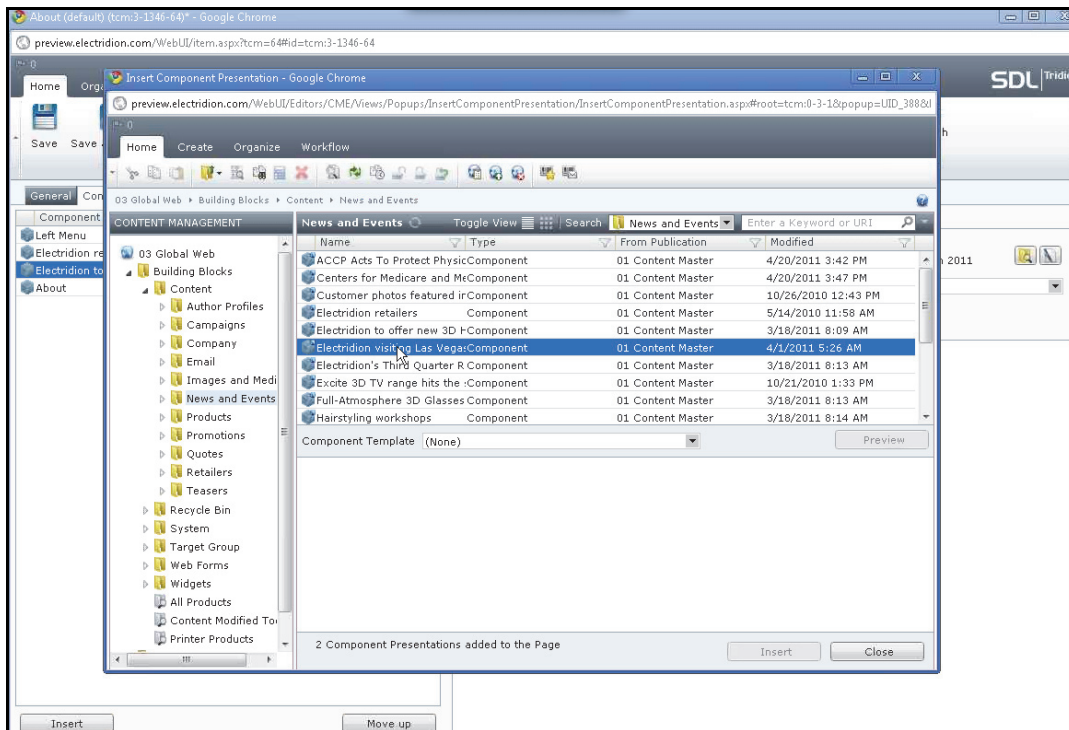 About (default) (tcm:3-1346-64)* - Google Chrome
preview.electridion.com/WebUI/item.aspx?tcm=64#id=tcm:3-1346-64
Home Orga
SDL Tridio
Save Save
h
General Con
Component
Left Menu
Electridion re
Electridion to
About
2011
Insert
Move up
Insert Component Presentation - Google Chrome
preview.electridion.com/WebUI/Editors/CME/Views/Popups/InsertComponentPresentation/InsertComponentPresentation.aspx#root=tcm:0-3-1&popup=UID_388&
Home Create Organize Workflow
03 Global Web Building Blocks Content News and Events
CONTENT MANAGEMENT
03 Global Web
Building Blocks
Content
Author Profiles
Campaigns
Company
Email
Images and Medi
News and Events
Products
Promotions
Quotes
Retailers
Teasers
Recycle Bin
System
Target Group
Web Forms
Widgets
All Products
Content Modified To
Printer Products
News and Events Toggle View Search News and Events Enter a Keyword or URI
Name Type From Publication Modified
ACCP Acts To Protect Physic Component 01 Content Master 4/20/2011 3:42 PM
Centers for Medicare and Me Component 01 Content Master 4/20/2011 3:47 PM
Customer photos featured in Component 01 Content Master 10/26/2010 12:43 PM
Electridion retailers Component 01 Content Master 5/14/2010 11:58 AM
Electridion to offer new 3D H Component 01 Content Master 3/18/2011 8:09 AM
Electridion visiting Las Vegas Component 01 Content Master 4/1/2011 5:26 AM
Electridion's Third Quarter R Component 01 Content Master 3/18/2011 8:13 AM
Excite 3D TV range hits the Component 01 Content Master 10/21/2010 1:33 PM
Full-Atmosphere 3D Glasses Component 01 Content Master 3/18/2011 8:13 AM
Hairstyling workshops Component 01 Content Master 3/18/2011 8:14 AM
Component Template (None) Preview
2 Component Presentations added to the Page
Insert Close